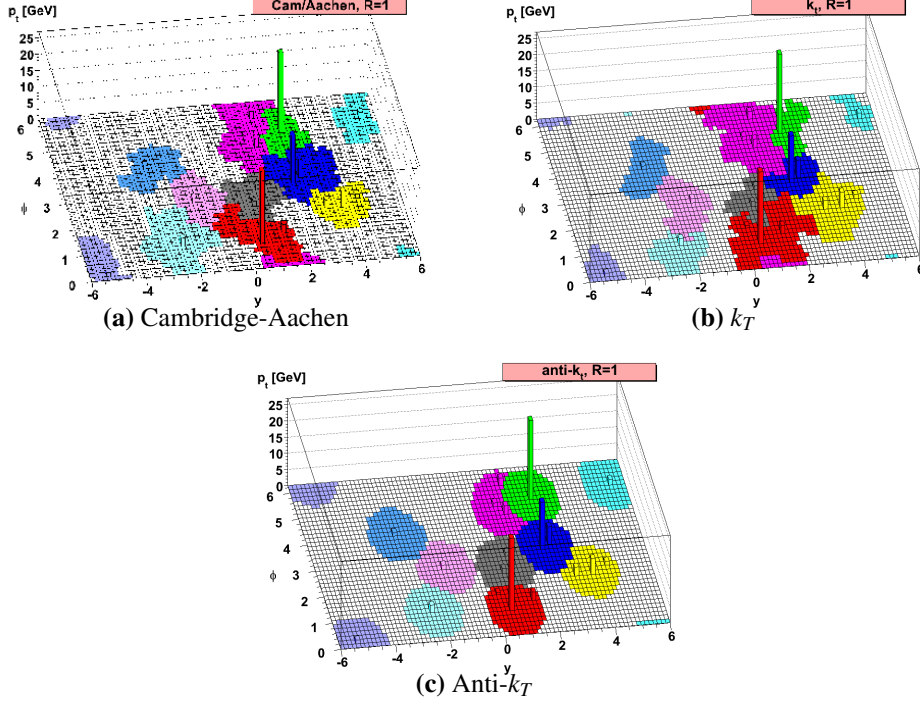 p_t [GeV]
Cam/Aachen, R=1
25
20
15
10
5
0
6
5
4
ϕ 3
2
1
0
-6 -4 -2 0 2 4 6
y
(a) Cambridge-Aachen
p_t [GeV]
k_t, R=1
25
20
15
10
5
0
6
5
4
ϕ 3
2
1
0
-6 -4 -2 0 2 4 6
y
(b) k_T
p_t [GeV]
anti-k_t, R=1
25
20
15
10
5
0
6
5
4
ϕ 3
2
1
0
-6 -4 -2 0 2 4 6
y
(c) Anti-k_T